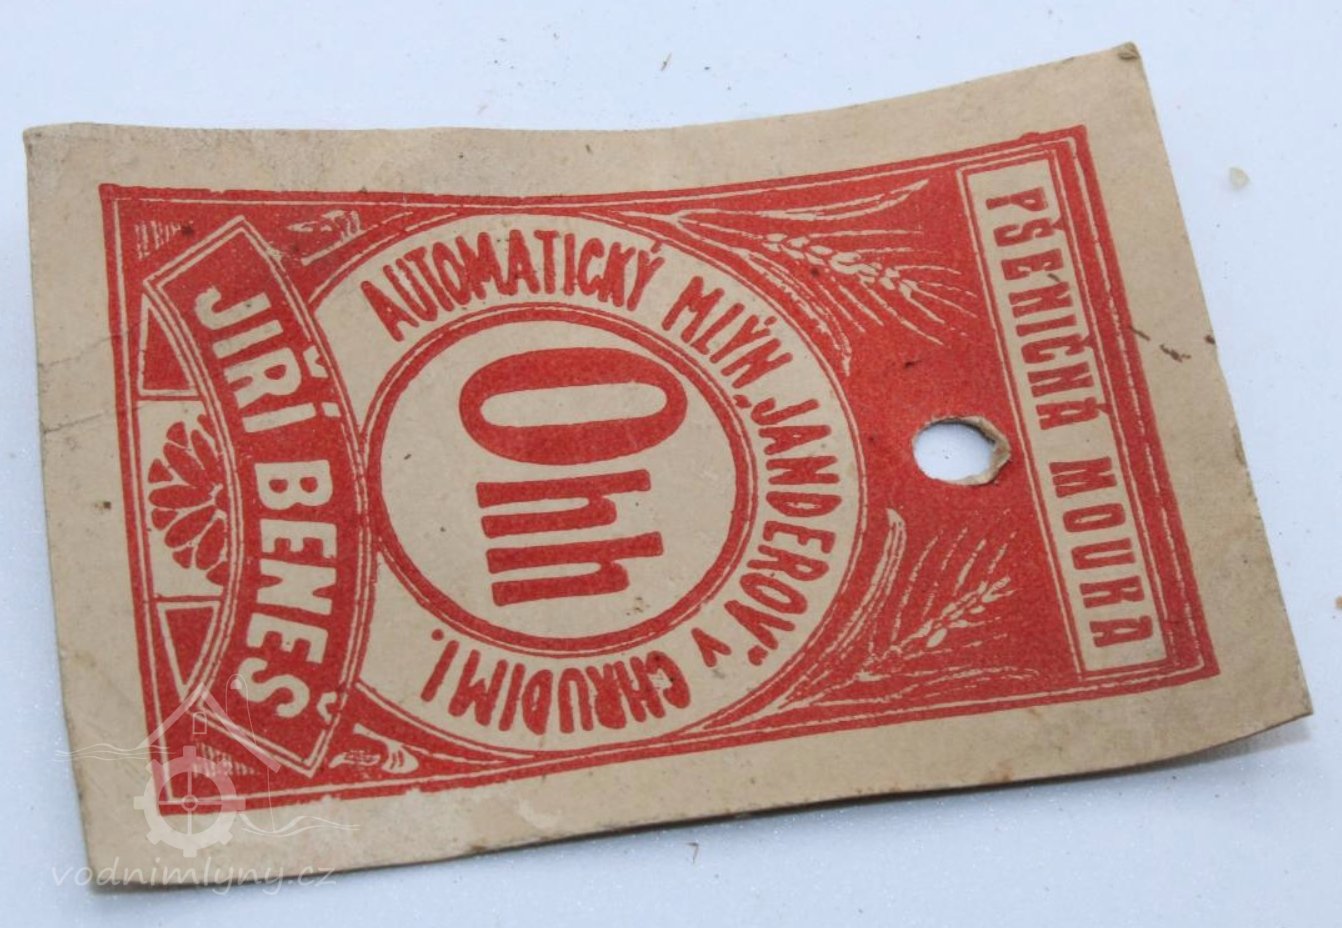 PŠENIČNÁ MOUKA
AUTOMATICKÝ MLÝN „JANDEROV" v CHRUDIMI.
0hh
JIŘÍ BENEŠ
vodnimlyny.cz